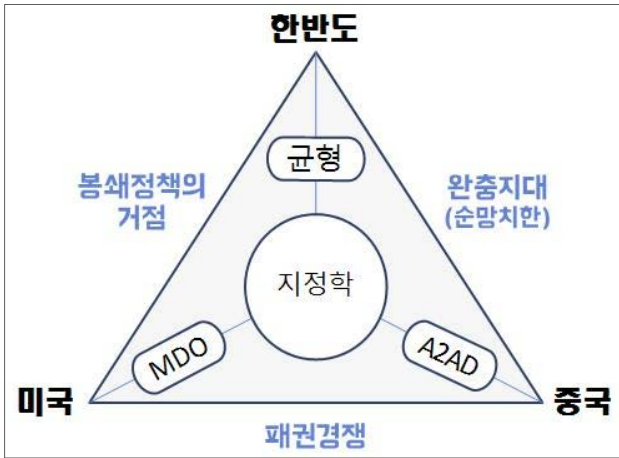 한반도
균형
봉쇄정책의
거점
완충지대
(순망치한)
지정학
MDO
A2AD
미국
중국
패권경쟁